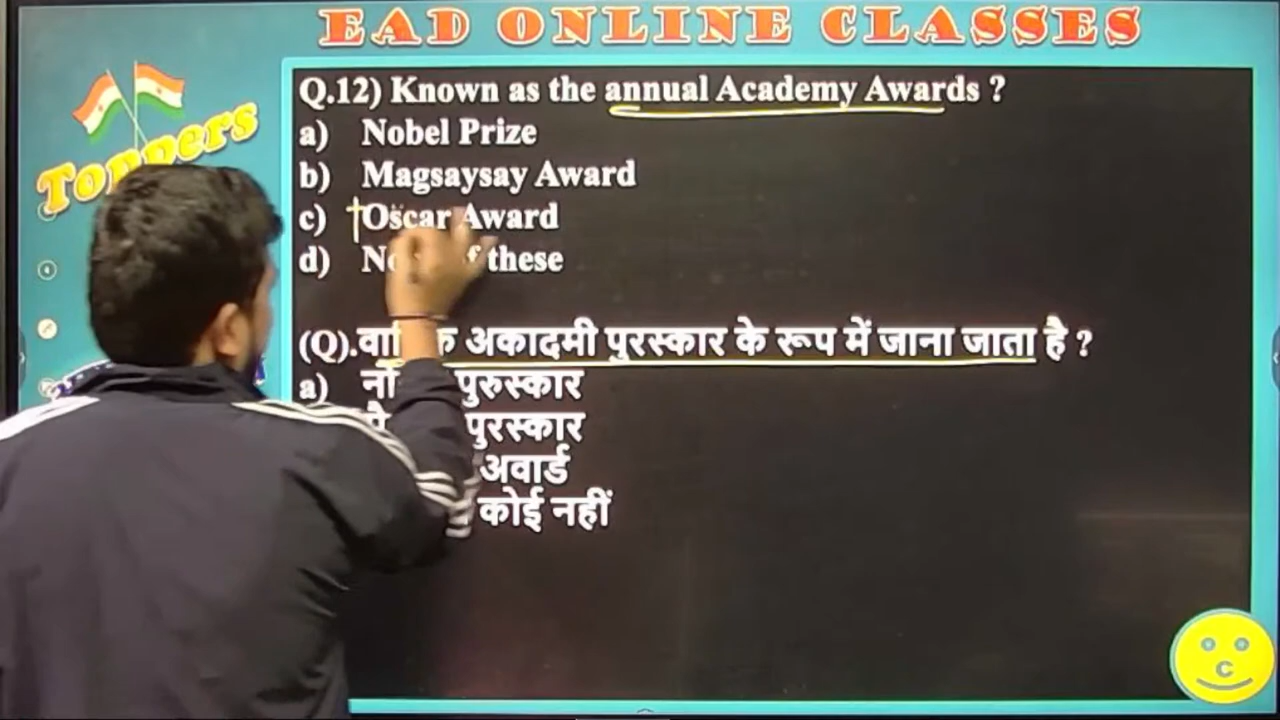 EAD ONLINE CLASSES
Toppers
Q.12) Known as the annual Academy Awards ?
a) Nobel Prize
b) Magsaysay Award
c) Oscar Award
d) these
(Q). अकादमी पुरस्कार के रूप में जाना जाता है ?
a) पुरुस्कार
पुरस्कार
अवार्ड
कोई नहीं
C